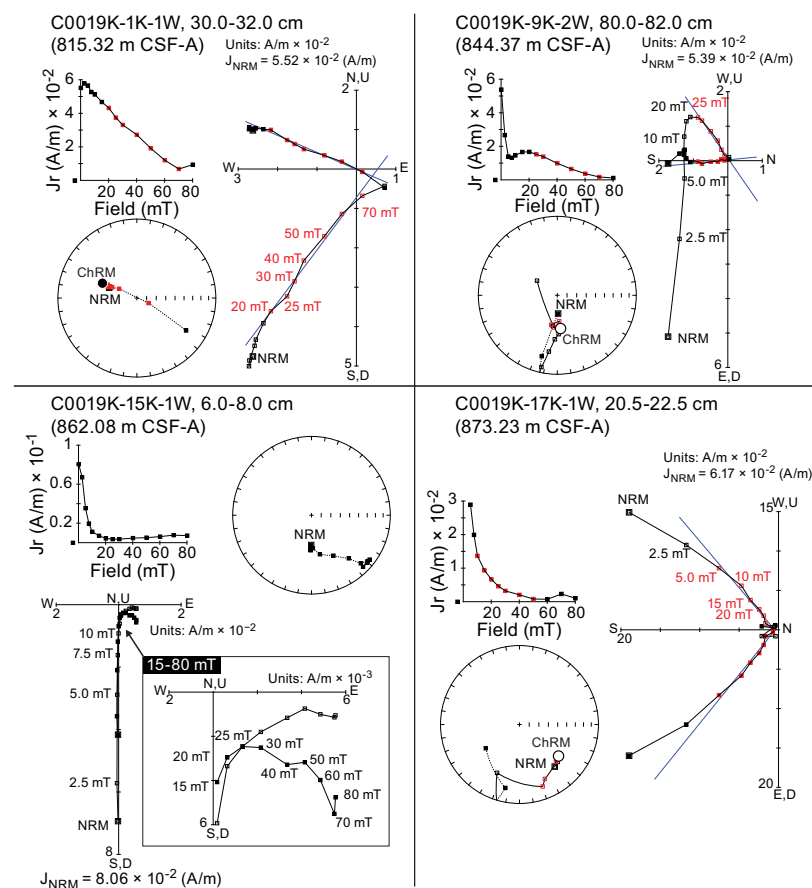 C0019K-1K-1W, 30.0-32.0 cm
(815.32 m CSF-A)
Units: A/m × 10⁻²
J_NRM = 5.52 × 10⁻² (A/m)
N,U
2
6
4
2
0
Jr (A/m) × 10⁻²
0 20 40 60 80
Field (mT)
W
3
E
1
70 mT
50 mT
40 mT
30 mT
20 mT
25 mT
NRM
5
S,D
ChRM
NRM
C0019K-9K-2W, 80.0-82.0 cm
(844.37 m CSF-A)
Units: A/m × 10⁻²
J_NRM = 5.39 × 10⁻² (A/m)
W,U
2
6
4
2
0
Jr (A/m) × 10⁻²
0 20 40 60 80
Field (mT)
20 mT
25 mT
10 mT
S
2
N
1
5.0 mT
2.5 mT
NRM
6
E,D
NRM
ChRM
C0019K-15K-1W, 6.0-8.0 cm
(862.08 m CSF-A)
1
0.8
0.6
0.4
0.2
Jr (A/m) × 10⁻¹
0 20 40 60 80
Field (mT)
NRM
W
2
N,U
E
2
Units: A/m × 10⁻²
10 mT
7.5 mT
5.0 mT
2.5 mT
NRM
8
S,D
J_NRM = 8.06 × 10⁻² (A/m)
15-80 mT
Units: A/m × 10⁻³
W
2
N,U
6
E
25 mT
20 mT
30 mT
15 mT
40 mT
50 mT
60 mT
80 mT
70 mT
6
S,D
C0019K-17K-1W, 20.5-22.5 cm
(873.23 m CSF-A)
Units: A/m × 10⁻²
J_NRM = 6.17 × 10⁻² (A/m)
3
2
1
0
Jr (A/m) × 10⁻²
20 40 60 80
Field (mT)
NRM
15
W,U
2.5 mT
5.0 mT
10 mT
15 mT
20 mT
S
20
N
20
E,D
ChRM
NRM